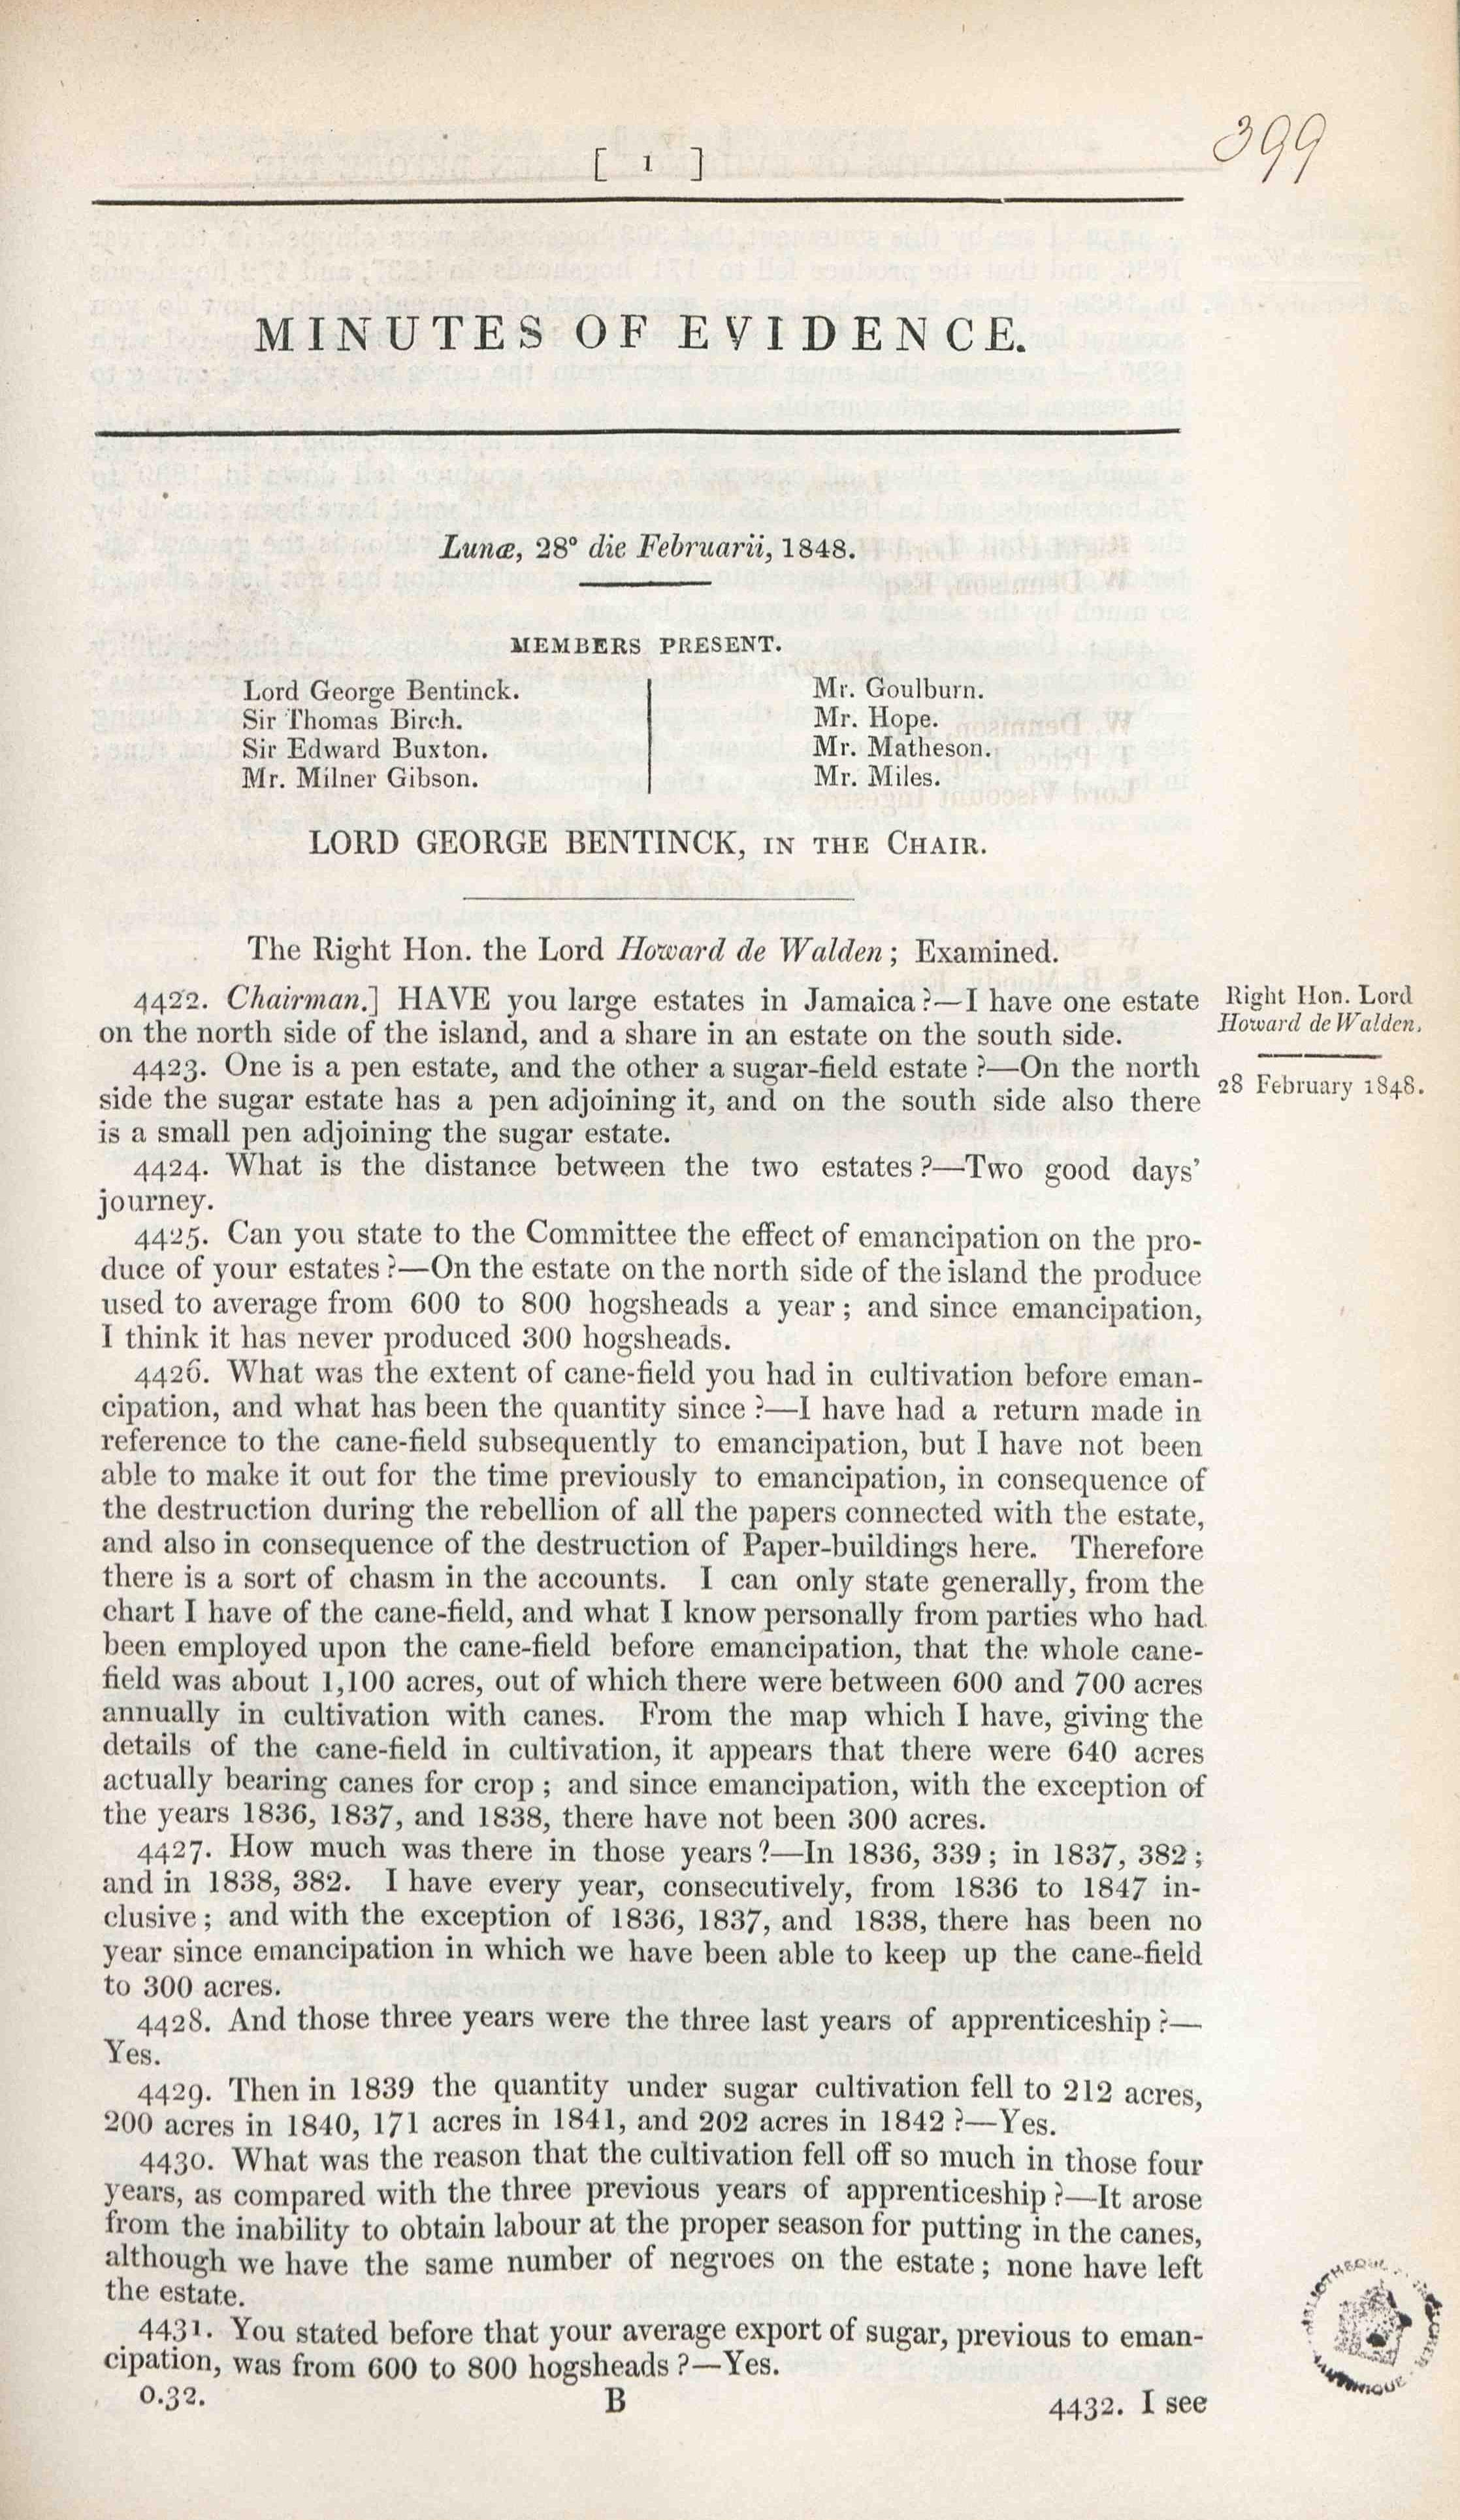 399
[ 1 ]
MINUTES OF EVIDENCE.
Lunæ, 28° die Februarii, 1848.
MEMBERS PRESENT.
Lord George Bentinck.
Sir Thomas Birch.
Sir Edward Buxton.
Mr. Milner Gibson.
Mr. Goulburn.
Mr. Hope.
Mr. Matheson.
Mr. Miles.
LORD GEORGE BENTINCK, IN THE CHAIR.
The Right Hon. the Lord Howard de Walden; Examined.
Right Hon. Lord
Howard de Walden.
28 February 1848.
4422. Chairman.] HAVE you large estates in Jamaica?—I have one estate
on the north side of the island, and a share in an estate on the south side.
4423. One is a pen estate, and the other a sugar-field estate?—On the north
side the sugar estate has a pen adjoining it, and on the south side also there
is a small pen adjoining the sugar estate.
4424. What is the distance between the two estates?—Two good days'
journey.
4425. Can you state to the Committee the effect of emancipation on the pro-
duce of your estates?—On the estate on the north side of the island the produce
used to average from 600 to 800 hogsheads a year; and since emancipation,
I think it has never produced 300 hogsheads.
4426. What was the extent of cane-field you had in cultivation before eman-
cipation, and what has been the quantity since?—I have had a return made in
reference to the cane-field subsequently to emancipation, but I have not been
able to make it out for the time previously to emancipation, in consequence of
the destruction during the rebellion of all the papers connected with the estate,
and also in consequence of the destruction of Paper-buildings here. Therefore
there is a sort of chasm in the accounts. I can only state generally, from the
chart I have of the cane-field, and what I know personally from parties who had
been employed upon the cane-field before emancipation, that the whole cane-
field was about 1,100 acres, out of which there were between 600 and 700 acres
annually in cultivation with canes. From the map which I have, giving the
details of the cane-field in cultivation, it appears that there were 640 acres
actually bearing canes for crop; and since emancipation, with the exception of
the years 1836, 1837, and 1838, there have not been 300 acres.
4427. How much was there in those years?—In 1836, 339; in 1837, 382;
and in 1838, 382. I have every year, consecutively, from 1836 to 1847 in-
clusive; and with the exception of 1836, 1837, and 1838, there has been no
year since emancipation in which we have been able to keep up the cane-field
to 300 acres.
4428. And those three years were the three last years of apprenticeship?—
Yes.
4429. Then in 1839 the quantity under sugar cultivation fell to 212 acres,
200 acres in 1840, 171 acres in 1841, and 202 acres in 1842?—Yes.
4430. What was the reason that the cultivation fell off so much in those four
years, as compared with the three previous years of apprenticeship?—It arose
from the inability to obtain labour at the proper season for putting in the canes,
although we have the same number of negroes on the estate; none have left
the estate.
4431. You stated before that your average export of sugar, previous to eman-
cipation, was from 600 to 800 hogsheads?—Yes.
0.32.
B
4432. I see